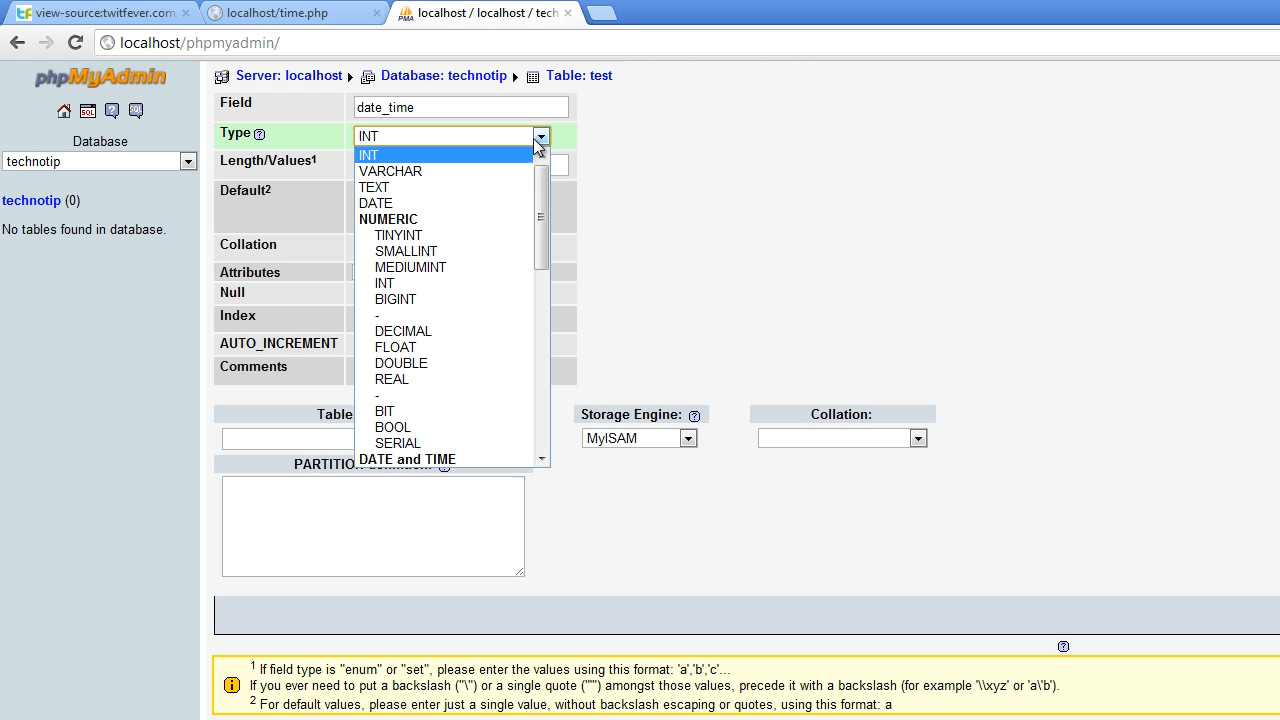 view-source:twitfever.com
localhost/time.php
localhost / localhost / tech
localhost/phpmyadmin/
phpMyAdmin
SQL
Database
technotip
technotip (0)
No tables found in database.
Server: localhost
Database: technotip
Table: test
Field
date_time
Type
INT
Length/Values1
Default2
Collation
Attributes
Null
Index
AUTO_INCREMENT
Comments
INT
VARCHAR
TEXT
DATE
NUMERIC
TINYINT
SMALLINT
MEDIUMINT
INT
BIGINT
-
DECIMAL
FLOAT
DOUBLE
REAL
-
BIT
BOOL
SERIAL
DATE and TIME
Table
Storage Engine:
Collation:
MyISAM
1 If field type is "enum" or "set", please enter the values using this format: 'a','b','c'...
If you ever need to put a backslash ("\") or a single quote ("'") amongst those values, precede it with a backslash (for example '\\xyz' or 'a\'b').
2 For default values, please enter just a single value, without backslash escaping or quotes, using this format: a